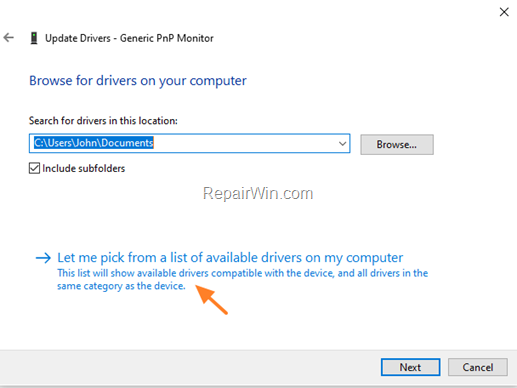 Update Drivers - Generic PnP Monitor
Browse for drivers on your computer
Search for drivers in this location:
C:\Users\John\Documents
Browse...
Include subfolders
RepairWin.com
Let me pick from a list of available drivers on my computer
This list will show available drivers compatible with the device, and all drivers in the
same category as the device.
Next
Cancel